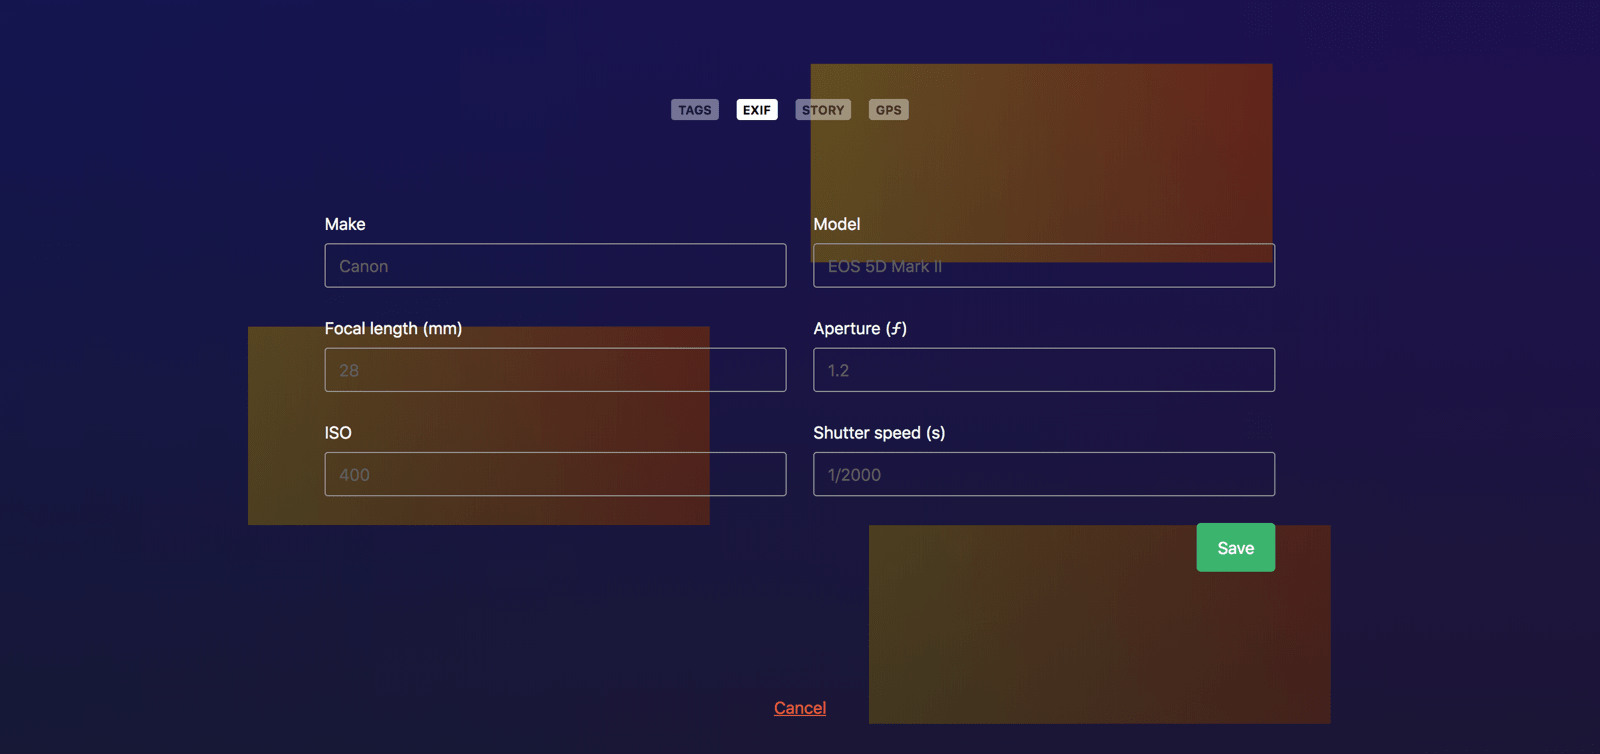 TAGS EXIF STORY GPS
Make Model
Canon EOS 5D Mark II
Focal length (mm) Aperture (ƒ)
28 1.2
ISO Shutter speed (s)
400 1/2000
Save
Cancel